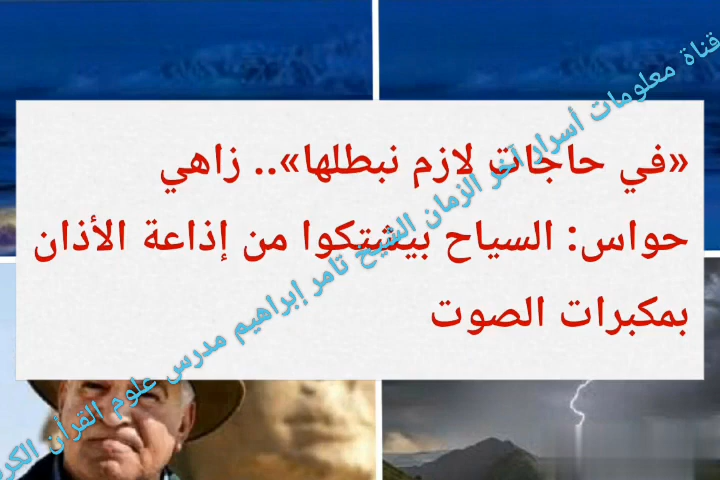 «في حاجات لازم نبطلها».. زاهي
حواس: السياح بيشتكوا من إذاعة الأذان
بمكبرات الصوت
قناة معلومات أسرار آخر الزمان الشيخ تامر إبراهيم مدرس علوم القرآن